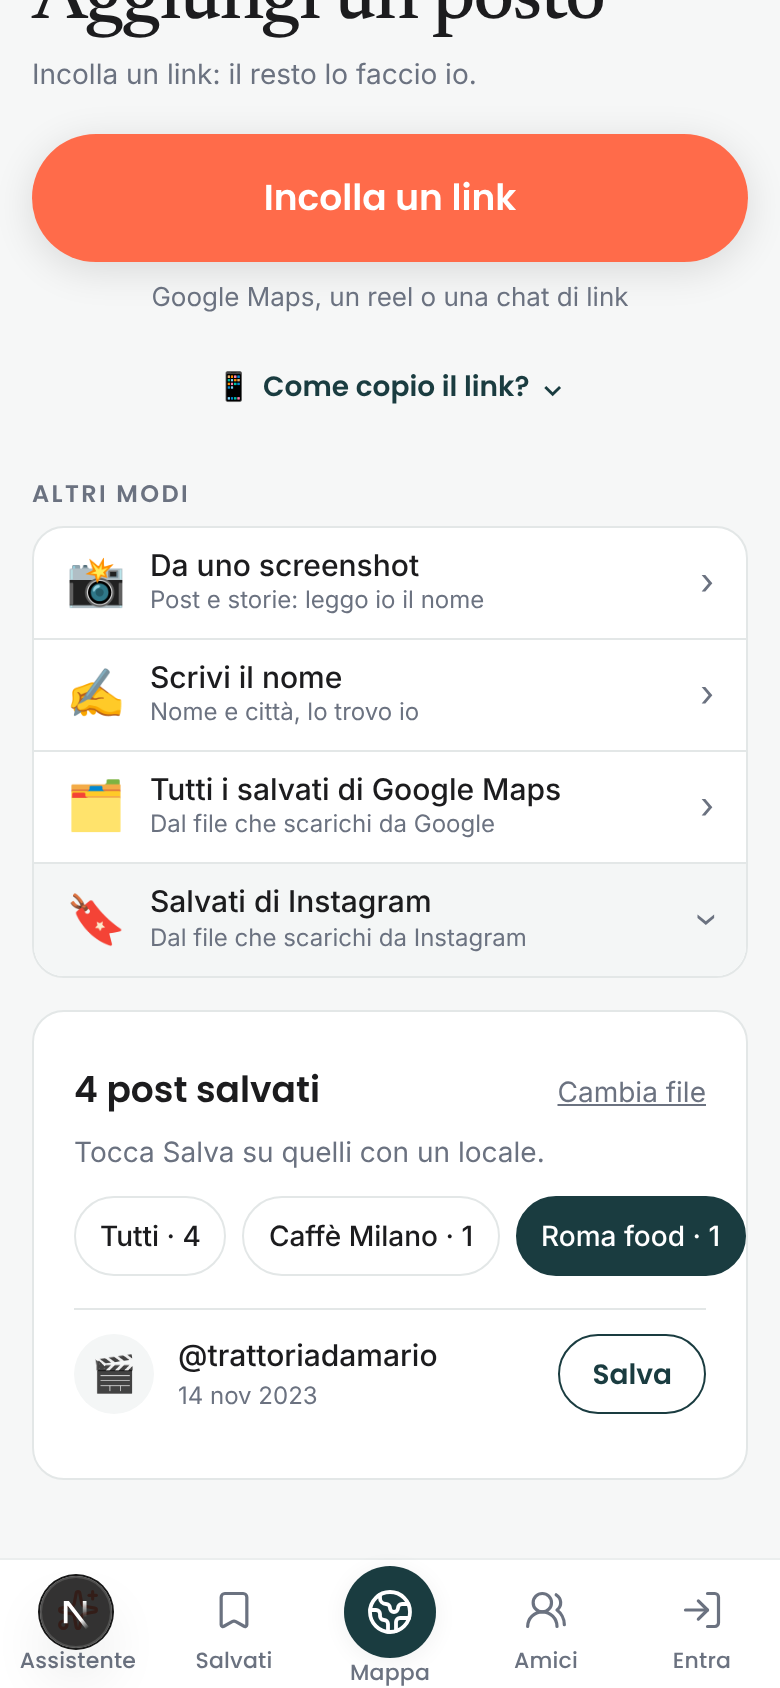 Aggiungi un posto
Incolla un link: il resto lo faccio io.
Incolla un link
Google Maps, un reel o una chat di link
Come copio il link?
ALTRI MODI
Da uno screenshot
Post e storie: leggo io il nome
Scrivi il nome
Nome e città, lo trovo io
Tutti i salvati di Google Maps
Dal file che scarichi da Google
Salvati di Instagram
Dal file che scarichi da Instagram
4 post salvati
Cambia file
Tocca Salva su quelli con un locale.
Tutti · 4
Caffè Milano · 1
Roma food · 1
@trattoriadamario
14 nov 2023
Salva
N
Assistente
Salvati
Mappa
Amici
Entra